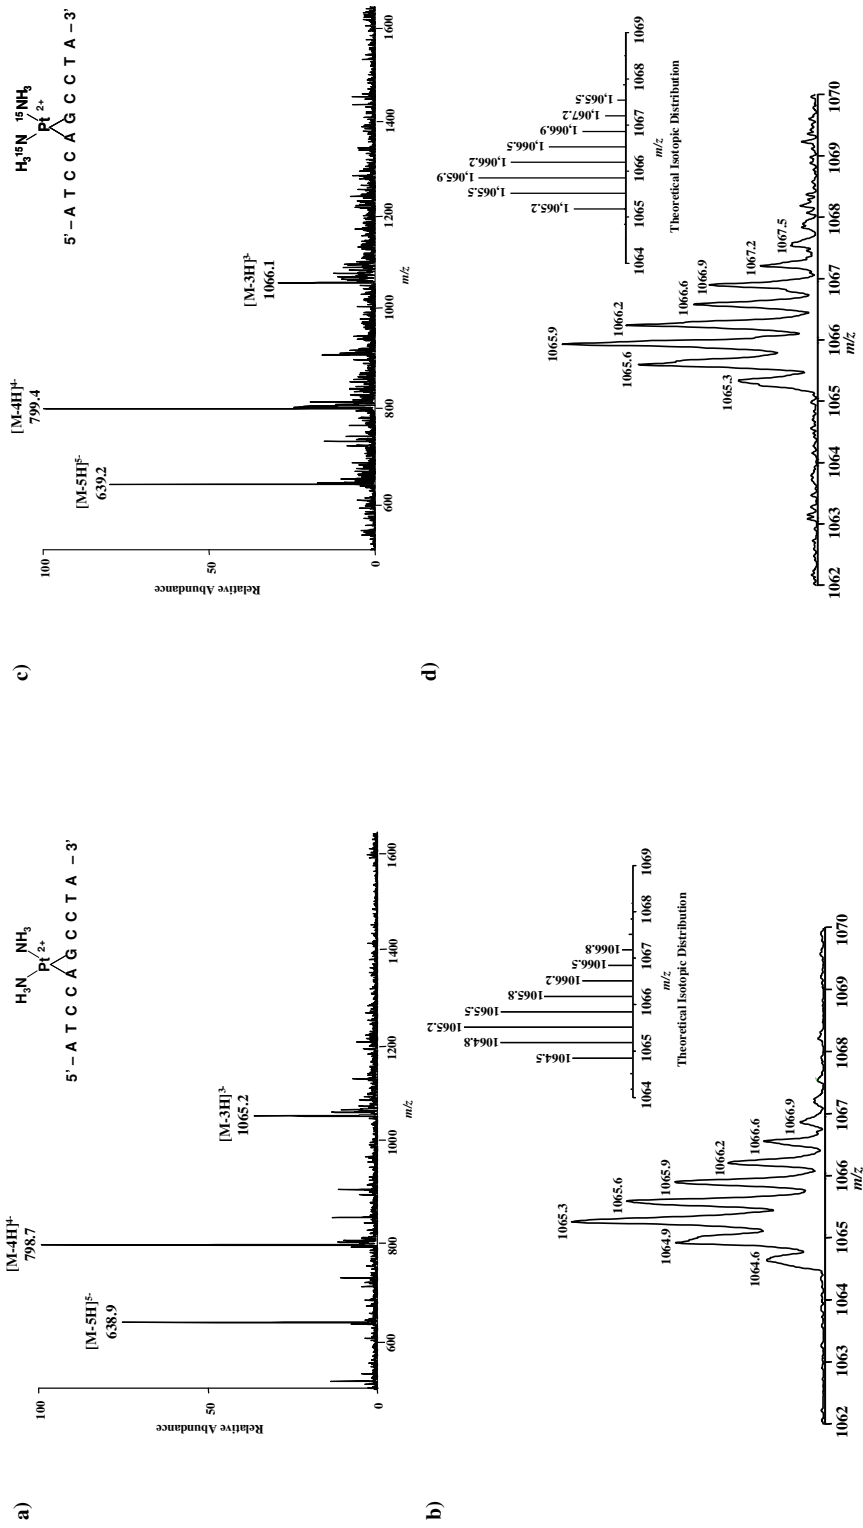 a)
H₃N NH₃
Pt 2+
5'–A T C C A G C C T A –3'
[M-4H]⁴⁻
798.7
[M-5H]⁵⁻
638.9
[M-3H]³⁻
1065.2
Relative Abundance
100
50
0
600 800 1000 1200 1400 1600
m/z
b)
1064.5 1064.8 1065.2 1065.5 1065.8 1066.2 1066.5 1066.8
1064 1065 1066 1067 1068 1069
m/z
Theoretical Isotopic Distribution
1064.6 1064.9 1065.3 1065.6 1065.9 1066.2 1066.6 1066.9
1062 1063 1064 1065 1066 1067 1068 1069 1070
m/z
c)
H₃¹⁵N ¹⁵NH₃
Pt 2+
5'–A T C C A G C C T A –3'
[M-4H]⁴⁻
799.4
[M-5H]⁵⁻
639.2
[M-3H]³⁻
1066.1
Relative Abundance
100
50
0
600 800 1000 1200 1400 1600
m/z
d)
1,065.2 1,065.5 1,065.9 1,066.2 1,066.5 1,066.9 1,067.2 1,065.5
1064 1065 1066 1067 1068 1069
m/z
Theoretical Isotopic Distribution
1065.3 1065.6 1065.9 1066.2 1066.6 1066.9 1067.2 1067.5
1062 1063 1064 1065 1066 1067 1068 1069 1070
m/z